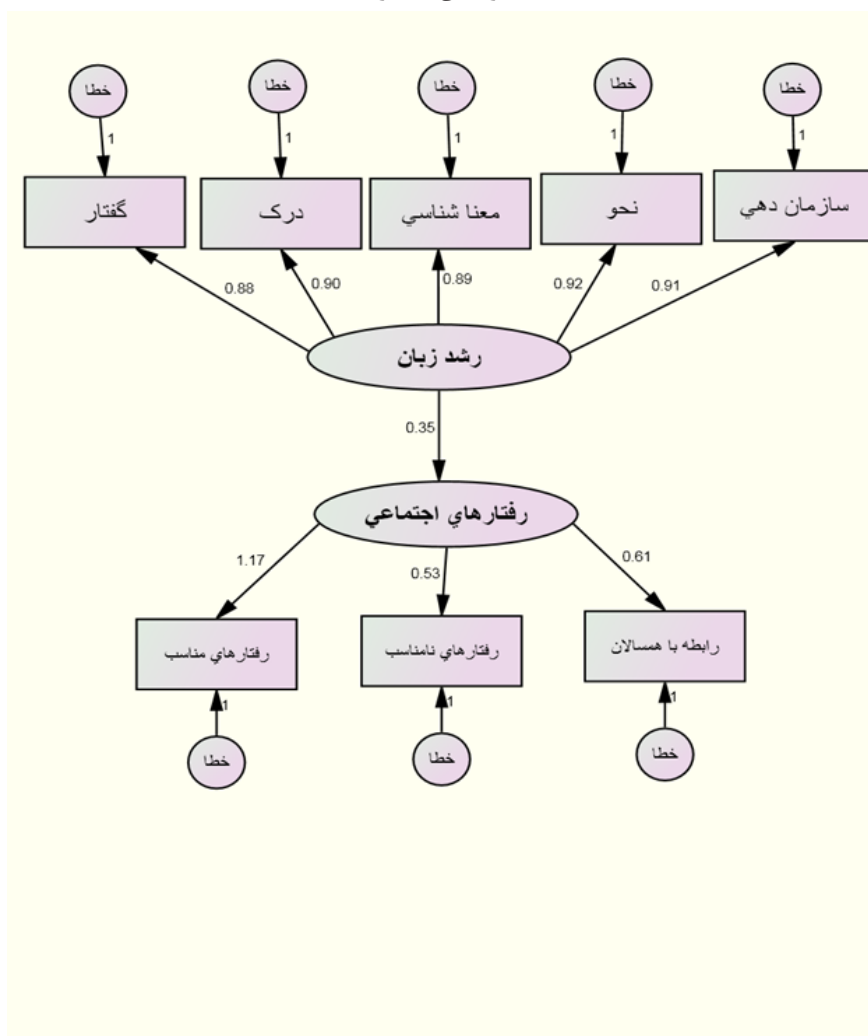 خطا
خطا
خطا
خطا
خطا
1
1
1
1
1
گفتار
درک
معنا شناسي
نحو
سازمان دهي
0.88
0.90
0.89
0.92
0.91
رشد زبان
0.35
رفتارهاي اجتماعي
1.17
0.53
0.61
رفتارهاي مناسب
رفتارهاي نامناسب
رابطه با همسالان
1
1
1
خطا
خطا
خطا